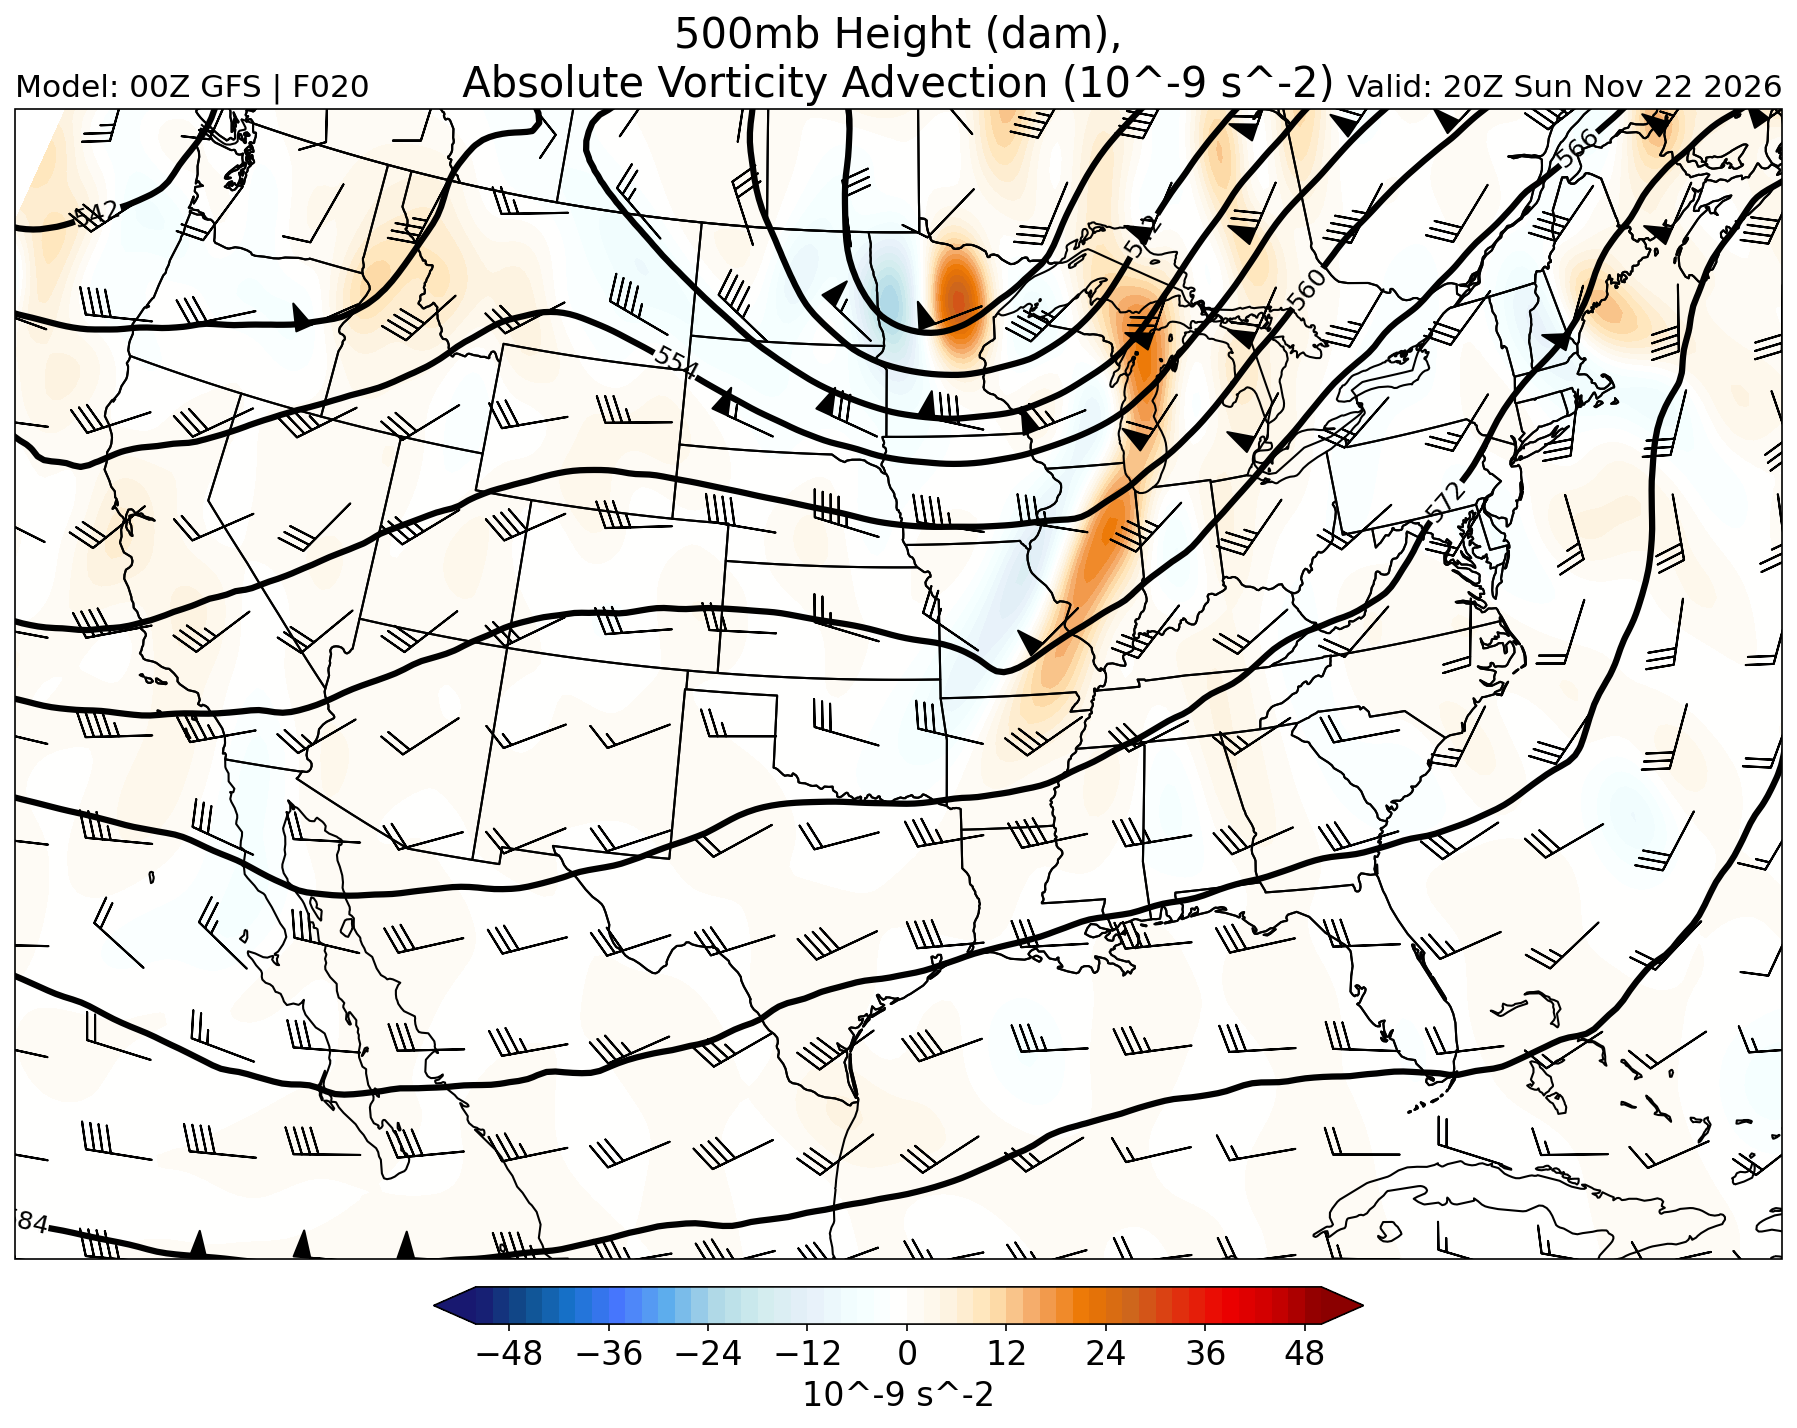 500mb Height (dam),
Model: 00Z GFS | F020
Absolute Vorticity Advection (10^-9 s^-2)
Valid: 20Z Sun Nov 22 2026
566
542
542
560
554
572
84
−48 −36 −24 −12 0 12 24 36 48
10^-9 s^-2